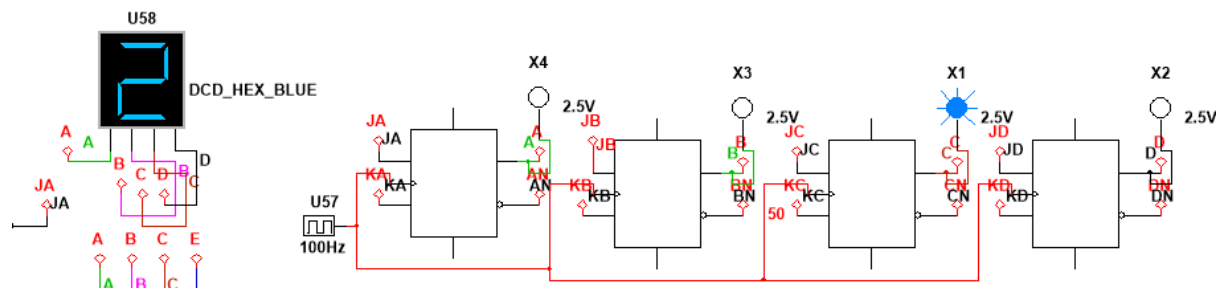 U58
DCD_HEX_BLUE
2
A
A
B
B
C
D
C
D
JA
JA
A B C E
A B C
U57
100Hz
X4
2.5V
JA
JA
KA
KA
A
A
AN
AN
X3
2.5V
JB
JB
KB
KB
B
B
BN
BN
X1
2.5V
JC
JC
KC
KC
50
C
C
CN
CN
X2
2.5V
JD
JD
KD
KD
D
D
DN
DN